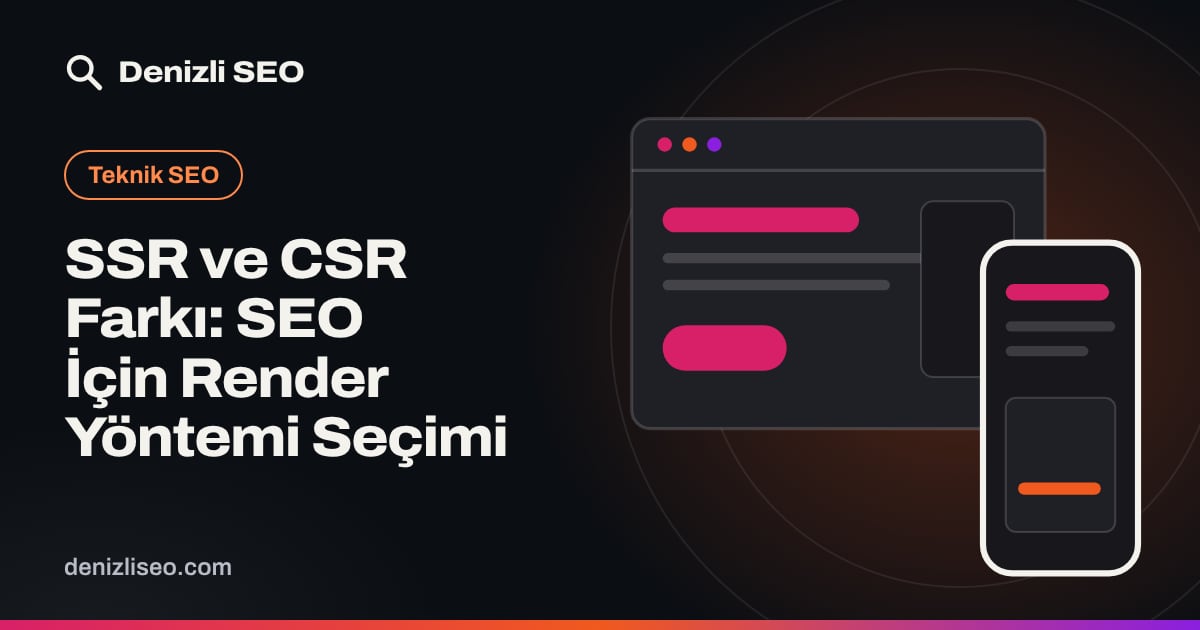 Denizli SEO
Teknik SEO
SSR ve CSR
Farkı: SEO
İçin Render
Yöntemi Seçimi
denizliseo.com